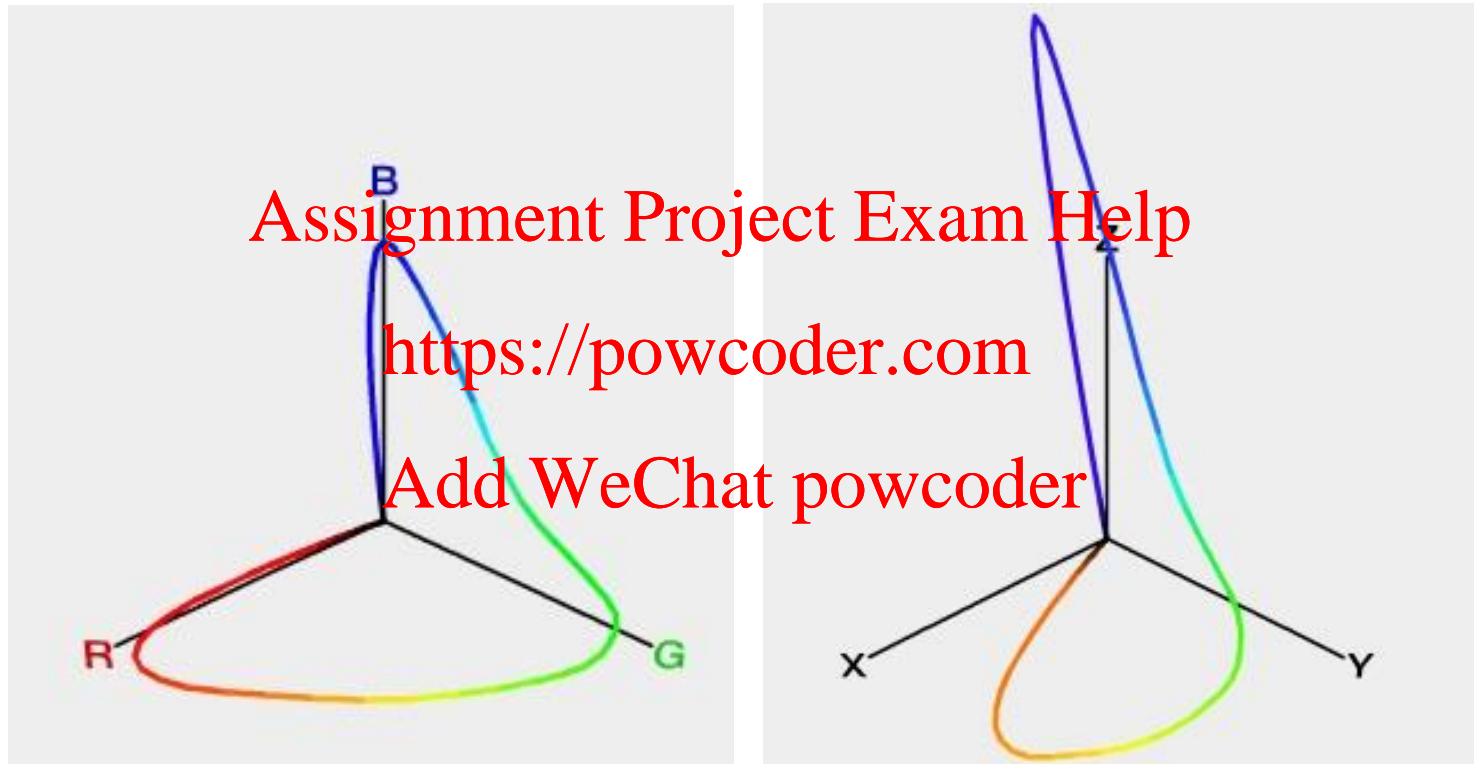 B
Assignment Project Exam Help
Z
https://powcoder.com
Add WeChat powcoder
R
G
X
Y